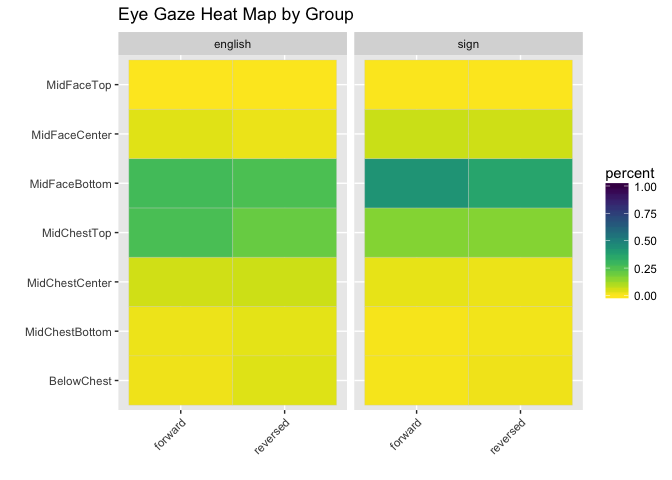 Eye Gaze Heat Map by Group
english
sign
MidFaceTop
MidFaceCenter
MidFaceBottom
MidChestTop
MidChestCenter
MidChestBottom
BelowChest
forward
reversed
forward
reversed
percent
1.00
0.75
0.50
0.25
0.00